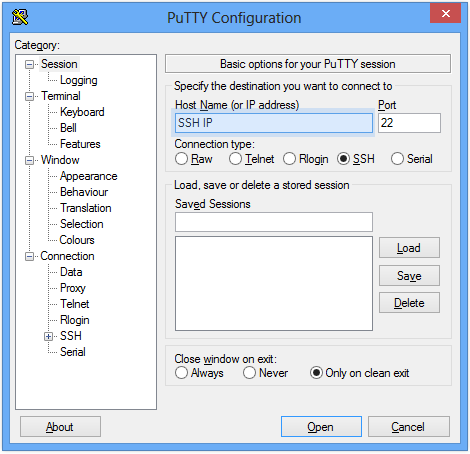 PuTTY Configuration
Category:
Session
Logging
Terminal
Keyboard
Bell
Features
Window
Appearance
Behaviour
Translation
Selection
Colours
Connection
Data
Proxy
Telnet
Rlogin
SSH
Serial
Basic options for your PuTTY session
Specify the destination you want to connect to
Host Name (or IP address) Port
SSH IP 22
Connection type:
Raw Telnet Rlogin SSH Serial
Load, save or delete a stored session
Saved Sessions
Load
Save
Delete
Close window on exit:
Always Never Only on clean exit
About Open Cancel